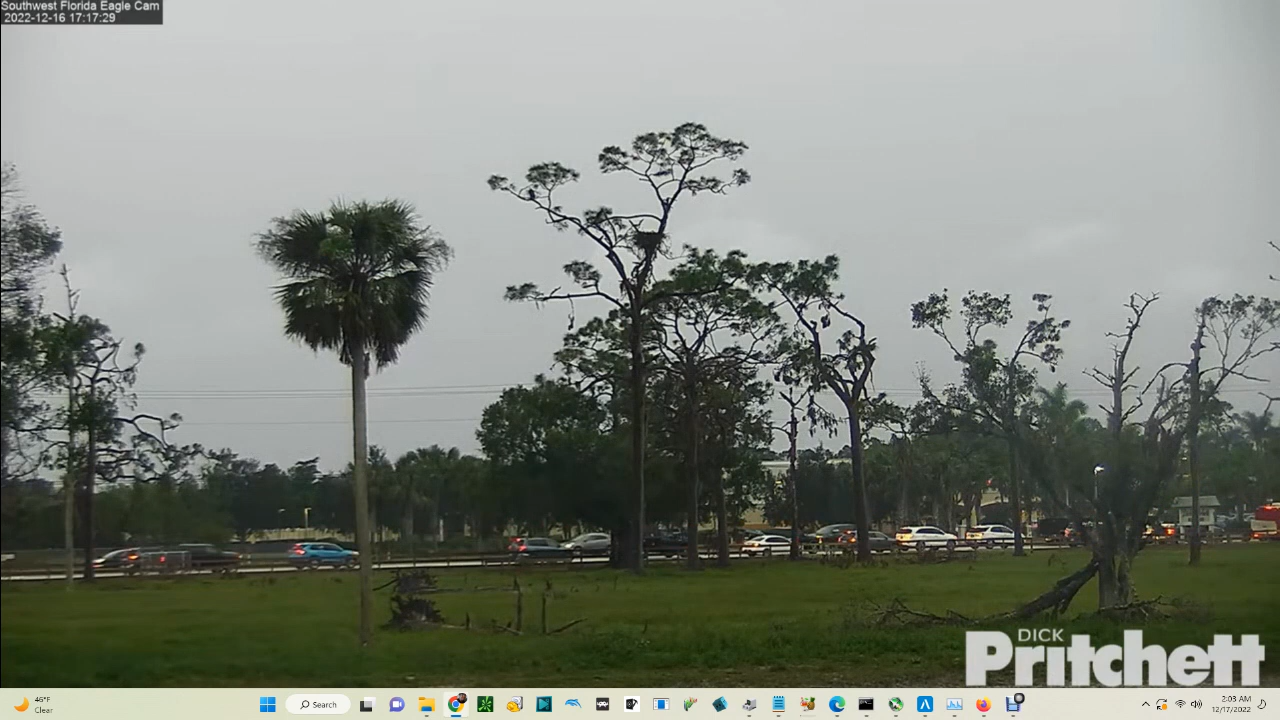 Southwest Florida Eagle Cam
2022-12-16 17:17:29
DICK
Pritchett
46°F
Clear
Search
2:03 AM
12/17/2022